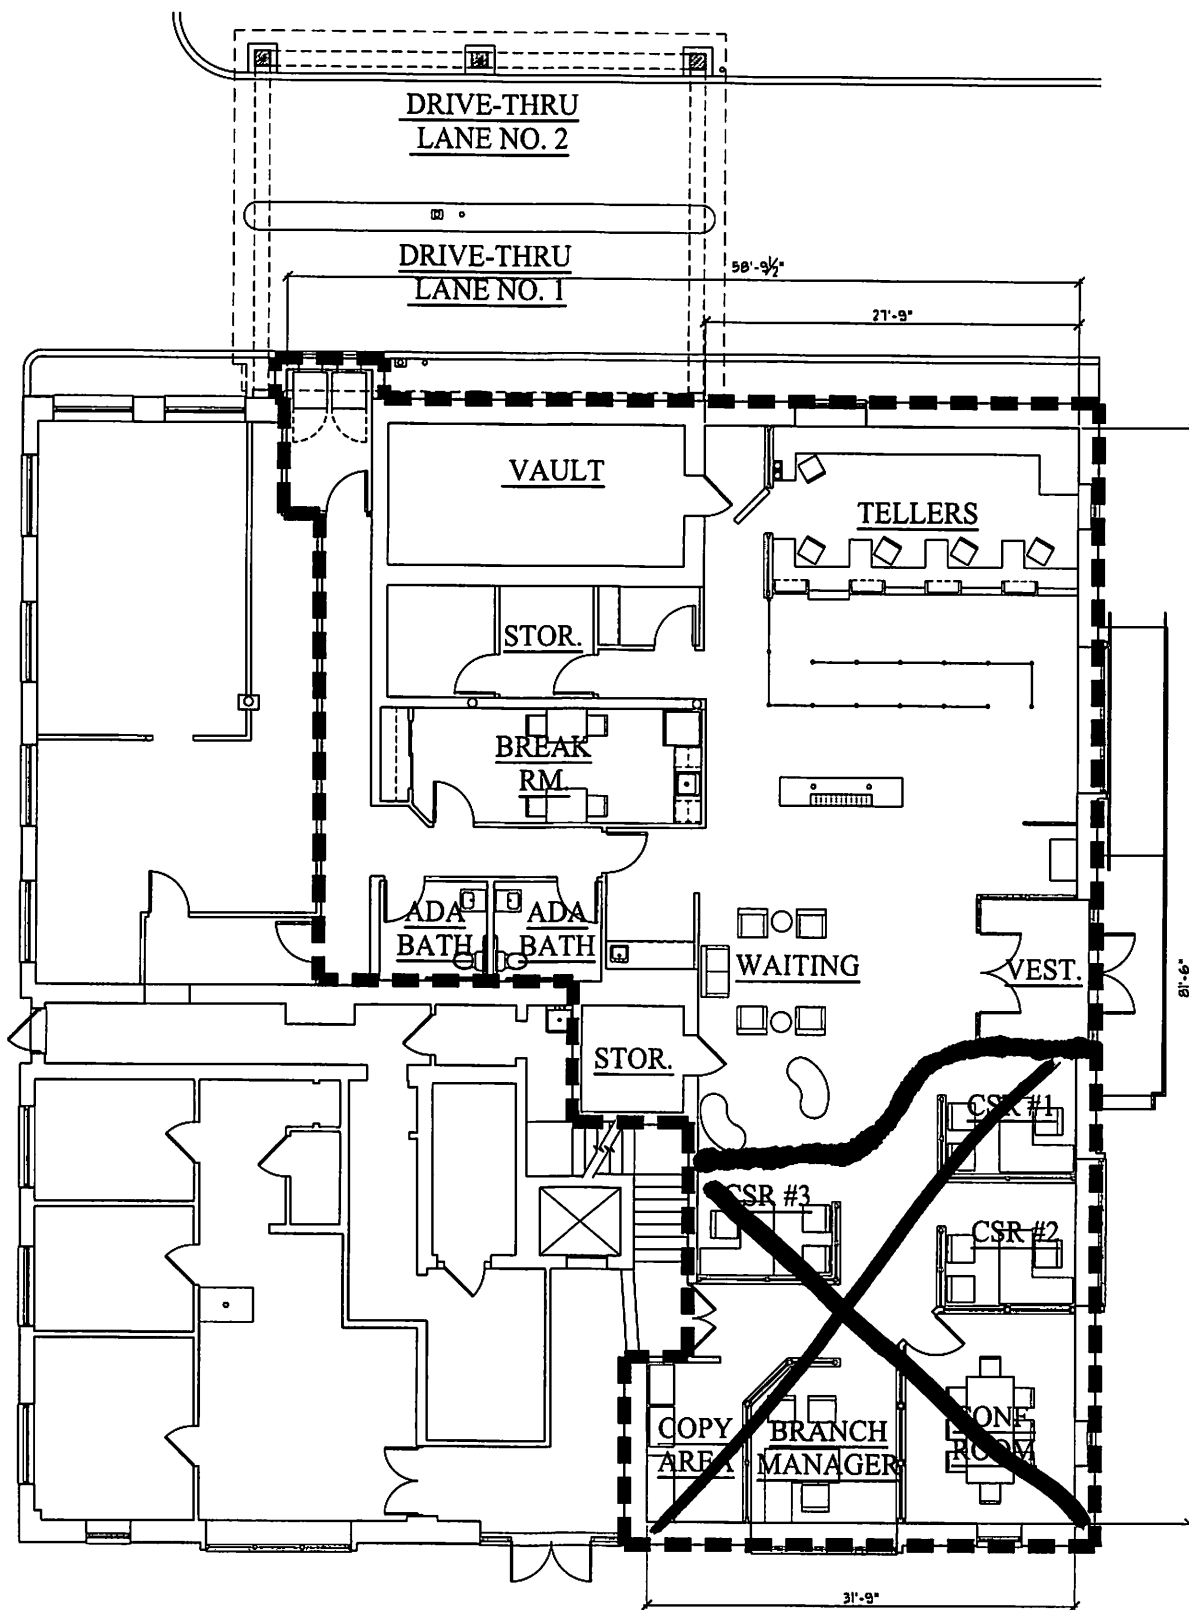 DRIVE-THRU
LANE NO. 2
DRIVE-THRU
LANE NO. 1
58'-9½"
27'-9"
VAULT
TELLERS
STOR.
BREAK
RM.
ADA
BATH
ADA
BATH
WAITING
VEST.
81'-6"
STOR.
CSR #1
CSR #3
CSR #2
COPY
AREA
BRANCH
MANAGER
CONF
ROOM
31'-9"